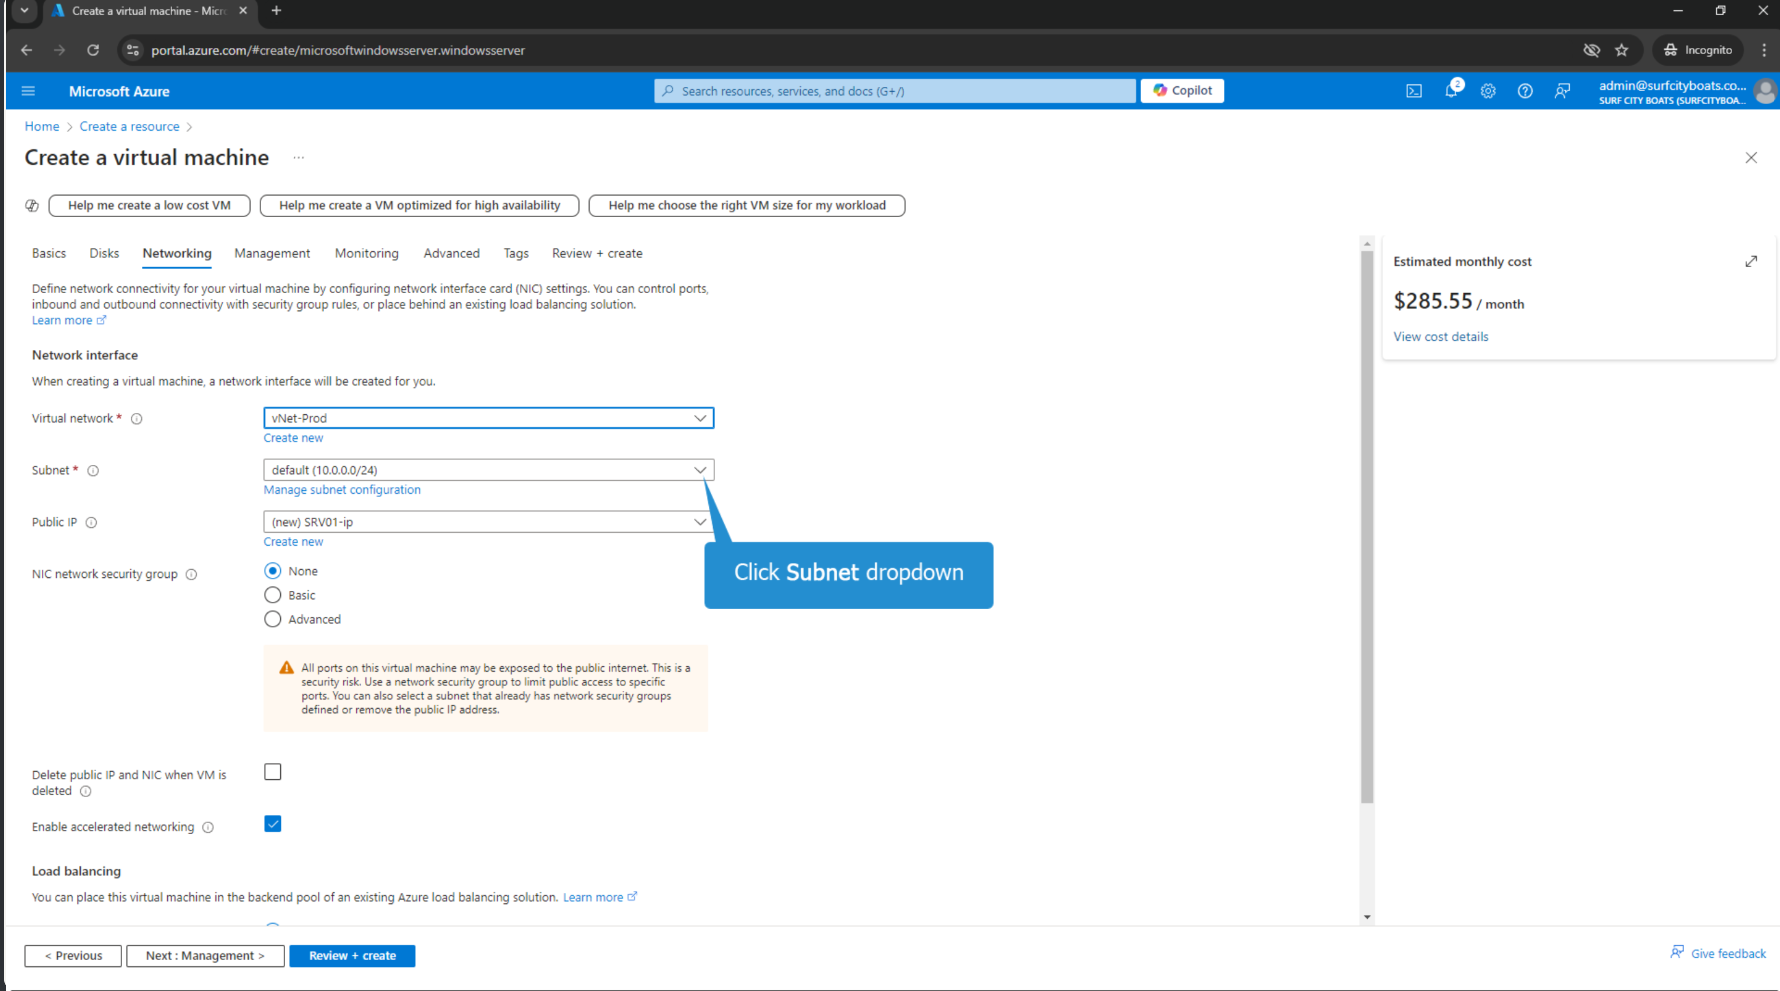 Create a virtual machine - Micr
portal.azure.com/#create/microsoftwindowsserver.windowsserver
Incognito
Microsoft Azure
Search resources, services, and docs (G+/)
Copilot
2
admin@surfcityboats.co...
SURF CITY BOATS (SURFCITYBOA...
Home > Create a resource >
Create a virtual machine ...
Help me create a low cost VM
Help me create a VM optimized for high availability
Help me choose the right VM size for my workload
Basics Disks Networking Management Monitoring Advanced Tags Review + create
Define network connectivity for your virtual machine by configuring network interface card (NIC) settings. You can control ports,
inbound and outbound connectivity with security group rules, or place behind an existing load balancing solution.
Learn more
Estimated monthly cost
$285.55 / month
View cost details
Network interface
When creating a virtual machine, a network interface will be created for you.
Virtual network *
vNet-Prod
Create new
Subnet *
default (10.0.0.0/24)
Manage subnet configuration
Public IP
(new) SRV01-ip
Create new
Click Subnet dropdown
NIC network security group
None
Basic
Advanced
All ports on this virtual machine may be exposed to the public internet. This is a
security risk. Use a network security group to limit public access to specific
ports. You can also select a subnet that already has network security groups
defined or remove the public IP address.
Delete public IP and NIC when VM is
deleted
Enable accelerated networking
Load balancing
You can place this virtual machine in the backend pool of an existing Azure load balancing solution. Learn more
< Previous
Next : Management >
Review + create
Give feedback